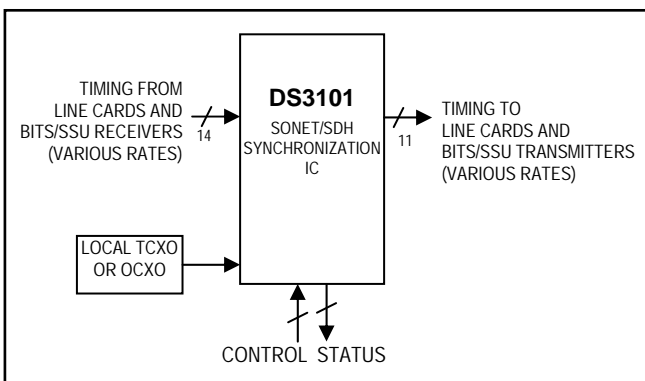 TIMING FROM
LINE CARDS AND
BITS/SSU RECEIVERS
(VARIOUS RATES)
14
DS3101
SONET/SDH
SYNCHRONIZATION
IC
11
TIMING TO
LINE CARDS AND
BITS/SSU TRANSMITTERS
(VARIOUS RATES)
LOCAL TCXO
OR OCXO
CONTROL STATUS